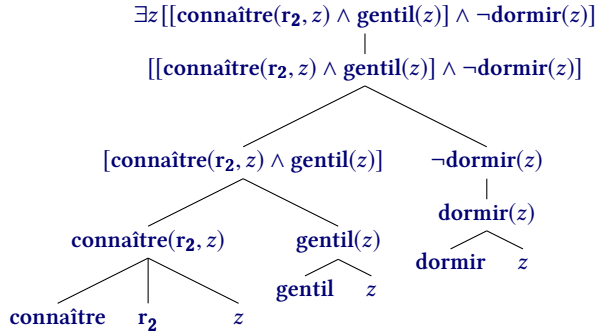 ∃z[[connaître(r₂, z) ∧ gentil(z)] ∧ ¬dormir(z)]
[[connaître(r₂, z) ∧ gentil(z)] ∧ ¬dormir(z)]
[connaître(r₂, z) ∧ gentil(z)] ¬dormir(z)
dormir(z)
connaître(r₂, z) gentil(z)
dormir z
gentil z
connaître r₂ z